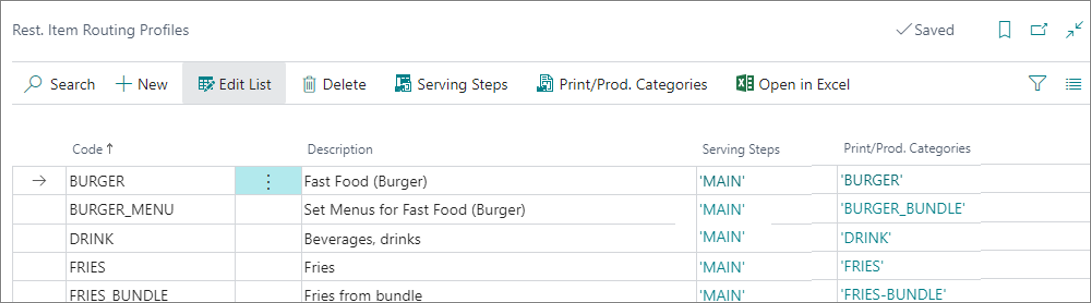 Rest. Item Routing Profiles Saved
Search New Edit List Delete Serving Steps Print/Prod. Categories Open in Excel
Code ↑ Description Serving Steps Print/Prod. Categories
BURGER Fast Food (Burger) 'MAIN' 'BURGER'
BURGER_MENU Set Menus for Fast Food (Burger) 'MAIN' 'BURGER_BUNDLE'
DRINK Beverages, drinks 'MAIN' 'DRINK'
FRIES Fries 'MAIN' 'FRIES'
FRIES_BUNDLE Fries from bundle 'MAIN' 'FRIES-BUNDLE'